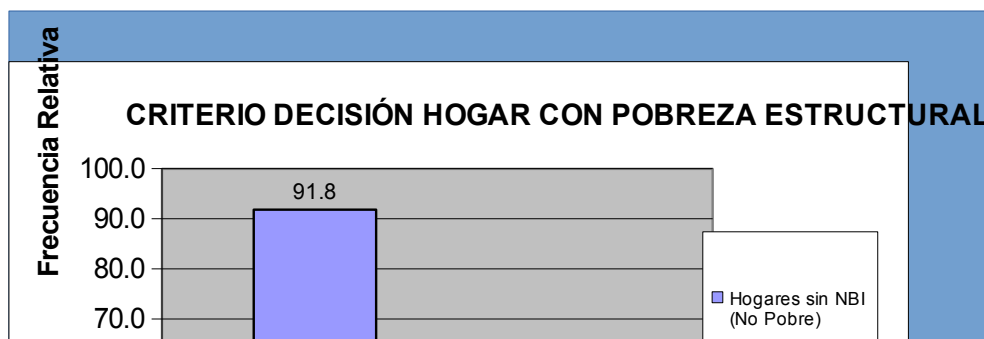 CRITERIO DECISIÓN HOGAR CON POBREZA ESTRUCTURAL
Frecuencia Relativa
100.0
90.0
80.0
70.0
91.8
Hogares sin NBI
(No Pobre)